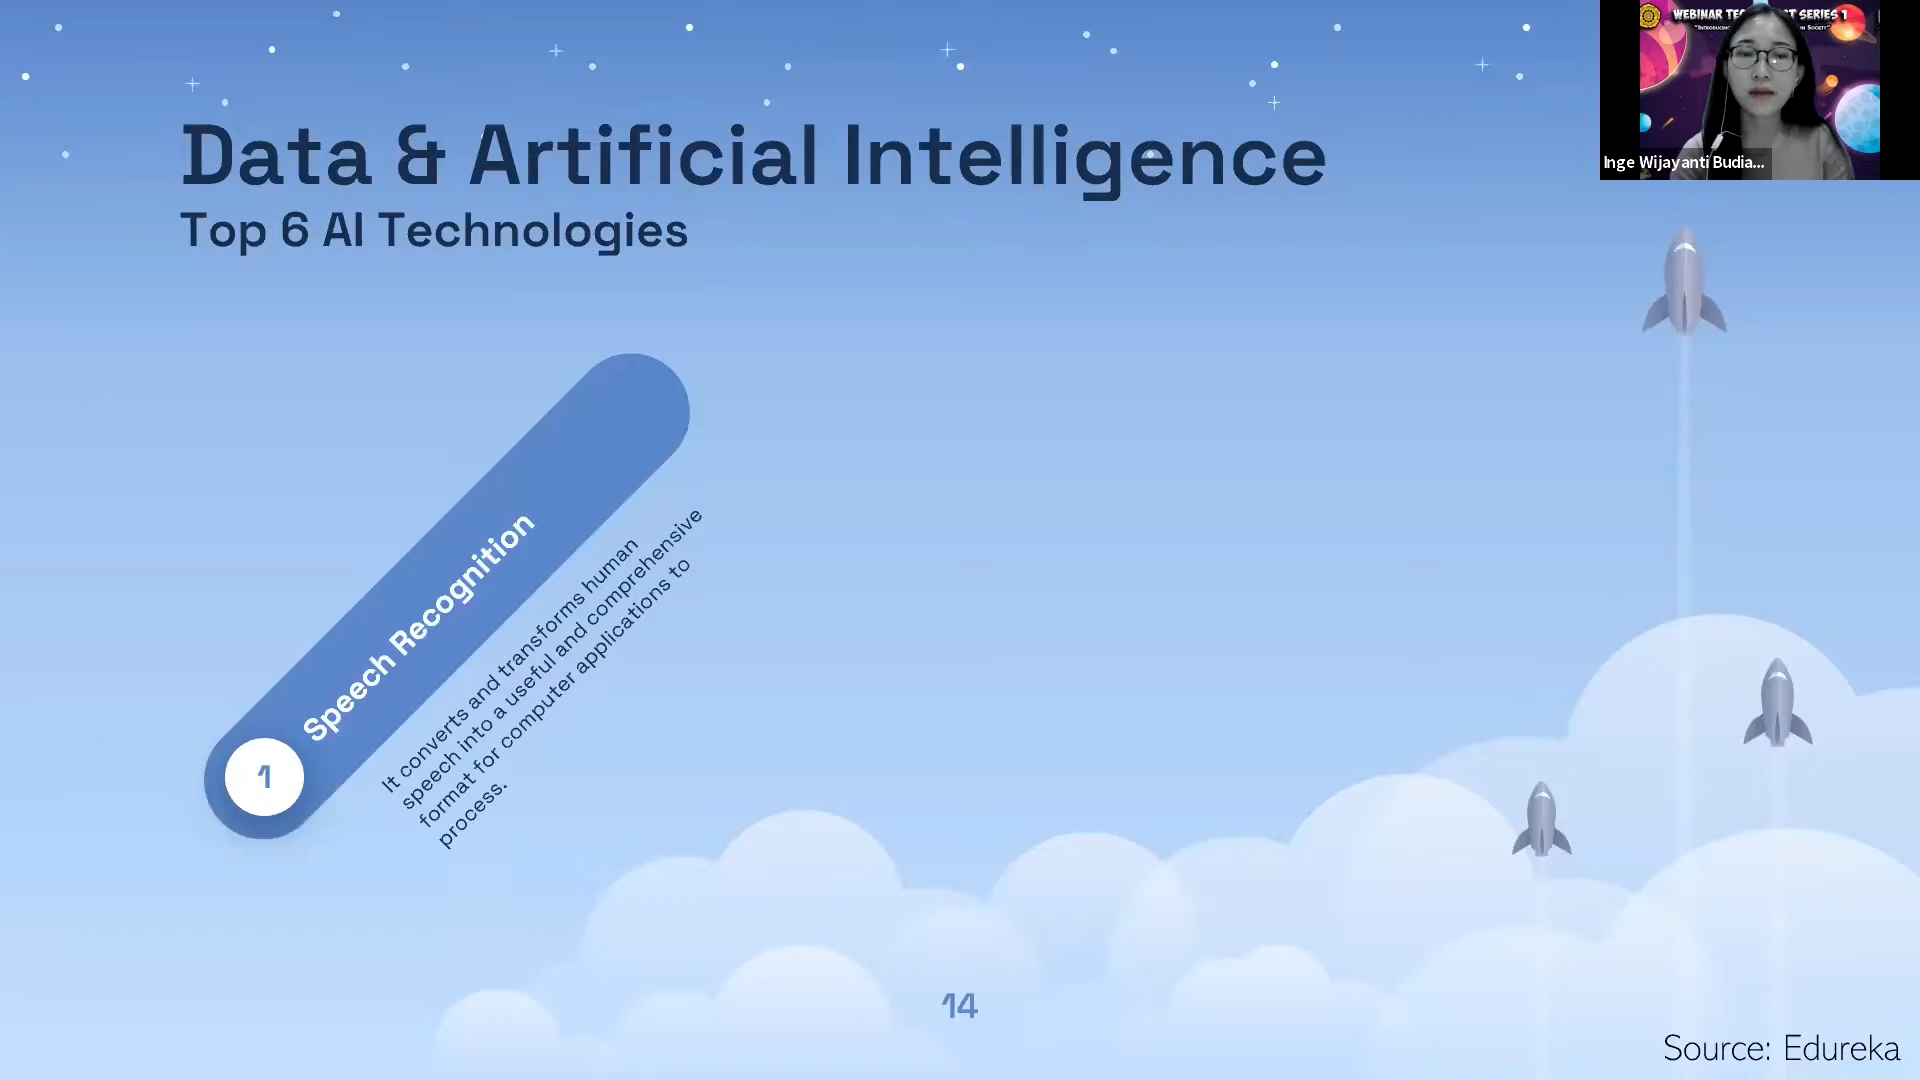 Data & Artificial Intelligence
Top 6 AI Technologies
WEBINAR
ST SERIES 1
Inge Wijayanti Budia...
1
Speech Recognition
It converts and transforms human
speech into a useful and comprehensive
format for computer applications to
process.
14
Source: Edureka